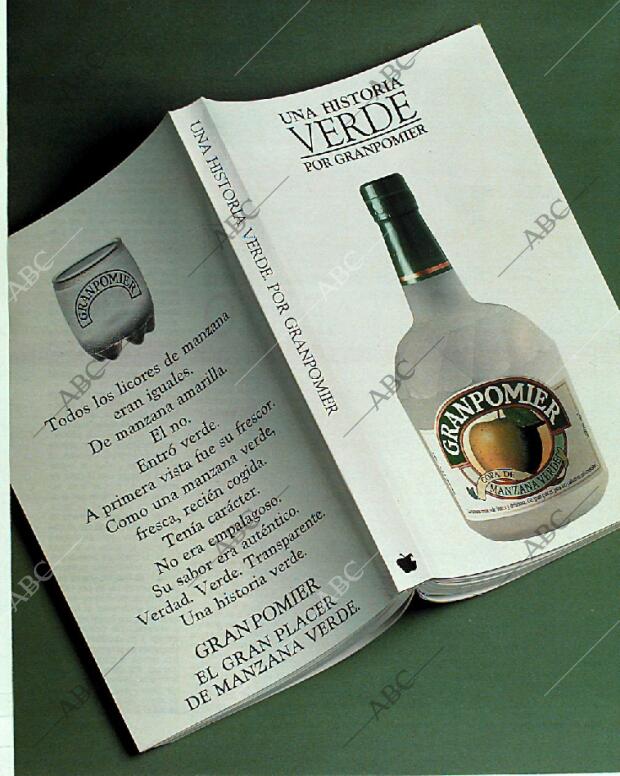 UNA HISTORIA
VERDE
POR GRANPOMIER
UNA HISTORIA VERDE. POR GRANPOMIER
GRANPOMIER
Todos los licores de manzana
eran iguales.
De manzana amarilla.
El no.
Entró verde.
A primera vista fue su frescor.
Como una manzana verde,
fresca, recién cogida.
Tenía carácter.
No era empalagoso.
Su sabor era auténtico.
Verdad. Verde. Transparente.
Una historia verde.
GRANPOMIER
EL GRAN PLACER
DE MANZANA VERDE.
GRANPOMIER
COPA DE
MANZANA VERDE
ABC